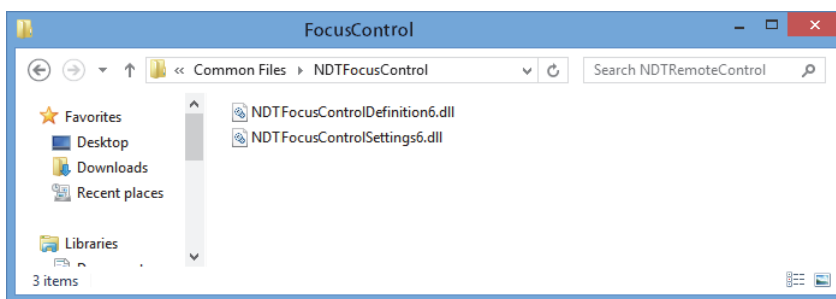 FocusControl
« Common Files NDTFocusControl
Search NDTRemoteControl
Favorites
Desktop
Downloads
Recent places
Libraries
NDTFocusControlDefinition6.dll
NDTFocusControlSettings6.dll
3 items